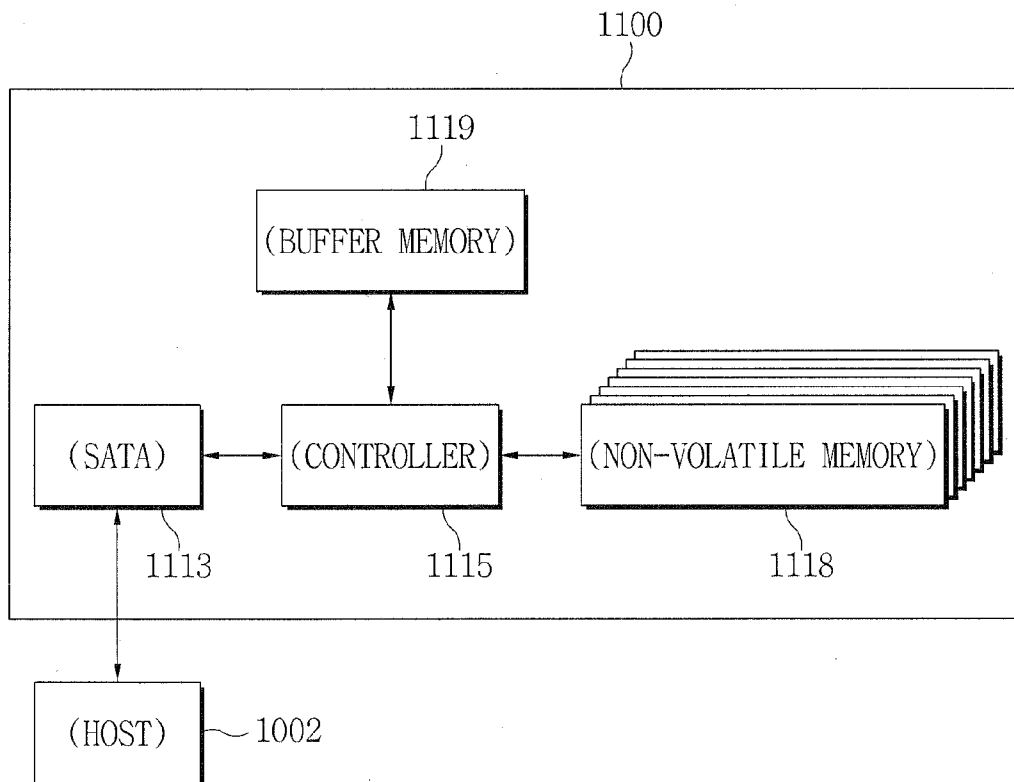 1100
1119
(BUFFER MEMORY)
(SATA)
(CONTROLLER)
(NON-VOLATILE MEMORY)
1113
1115
1118
(HOST)
1002